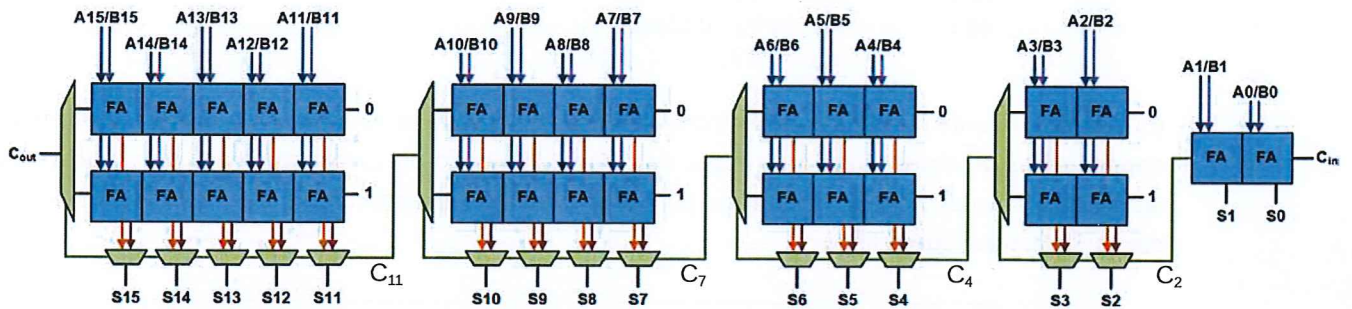 A15/B15 A13/B13 A11/B11
A14/B14 A12/B12
FA FA FA FA FA 0
Cout
FA FA FA FA FA 1
S15 S14 S13 S12 S11
C11
A9/B9 A7/B7
A10/B10 A8/B8
FA FA FA FA 0
FA FA FA FA 1
S10 S9 S8 S7
C7
A5/B5
A6/B6 A4/B4
FA FA FA 0
FA FA FA 1
S6 S5 S4
C4
A2/B2
A3/B3
FA FA 0
FA FA 1
S3 S2
C2
A1/B1
A0/B0
FA FA Cin
S1 S0